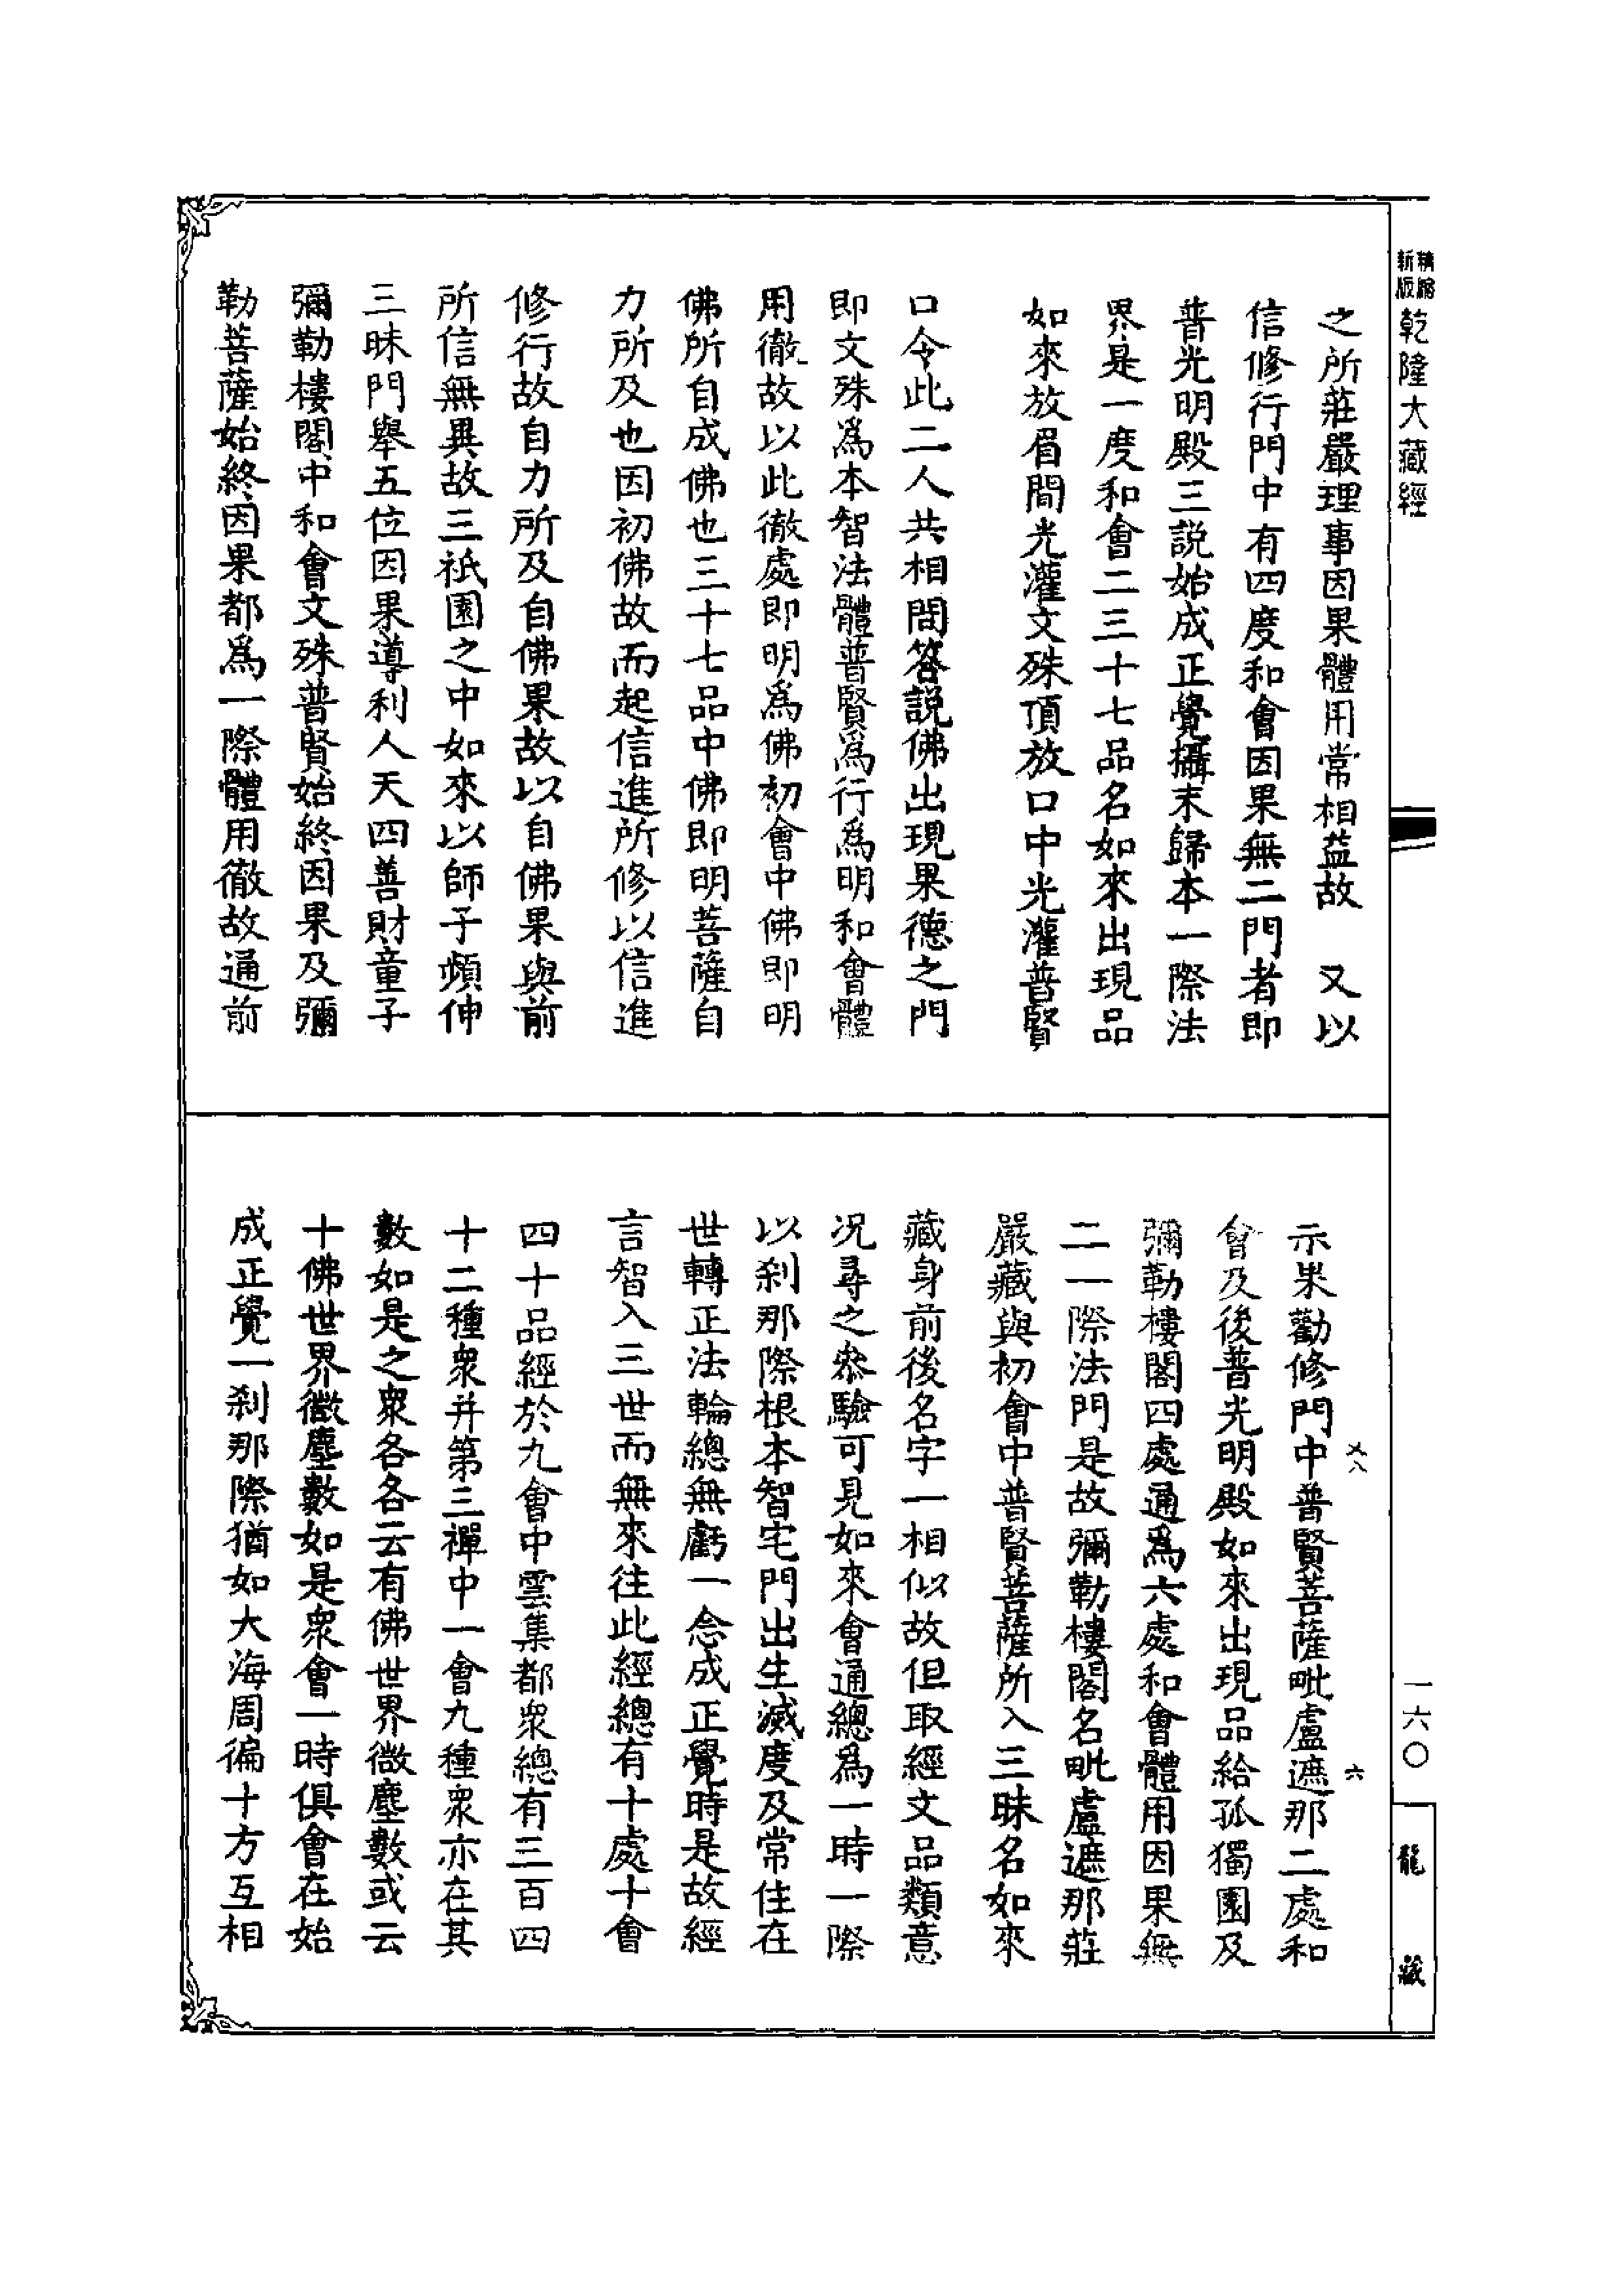 精縮
新版
乾隆大藏經
之所莊嚴理事因果體用常相益故　又以
信修行門中有四度和會因果無二門者即
普光明殿三説始成正覺攝末歸本一際法
界是一度和會二三十七品名如來出現品
如來放眉間光灌文殊頂放口中光灌普賢
口令此二人共相問答説佛出現果德之門
即文殊爲本智法體普賢爲行爲明和會體
用徹故以此徹處即明爲佛初會中佛即明
佛所自成佛也三十七品中佛即明菩薩自
力所及也因初佛故而起信進所修以信進
修行故自力所及自佛果故以自佛果與前
所信無異故三祇園之中如來以師子頻伸
三昧門舉五位因果導利人天四善財童子
彌勒樓閣中和會文殊普賢始終因果及彌
勒菩薩始終因果都爲一際體用徹故通前
示果勸修門中普賢菩薩毗盧遮那二處和
會及後普光明殿如來出現品給孤獨園及
彌勒樓閣四處通爲六處和會體用因果無
二一際法門是故彌勒樓閣名毗盧遮那莊
嚴藏與初會中普賢菩薩所入三昧名如來
藏身前後名字一相似故但取經文品類意
况尋之叅驗可見如來會通總爲一時一際
以刹那際根本智宅門出生滅度及常住在
世轉正法輪總無虧一念成正覺時是故經
言智入三世而無來往此經總有十處十會
四十品經於九會中雲集都衆總有三百四
十二種衆并第三禪中一會九種衆亦在其
數如是之衆各各云有佛世界微塵數或云
十佛世界微塵數如是衆會一時俱會在始
成正覺一刹那際猶如大海周徧十方互相
六
一六〇
龍藏